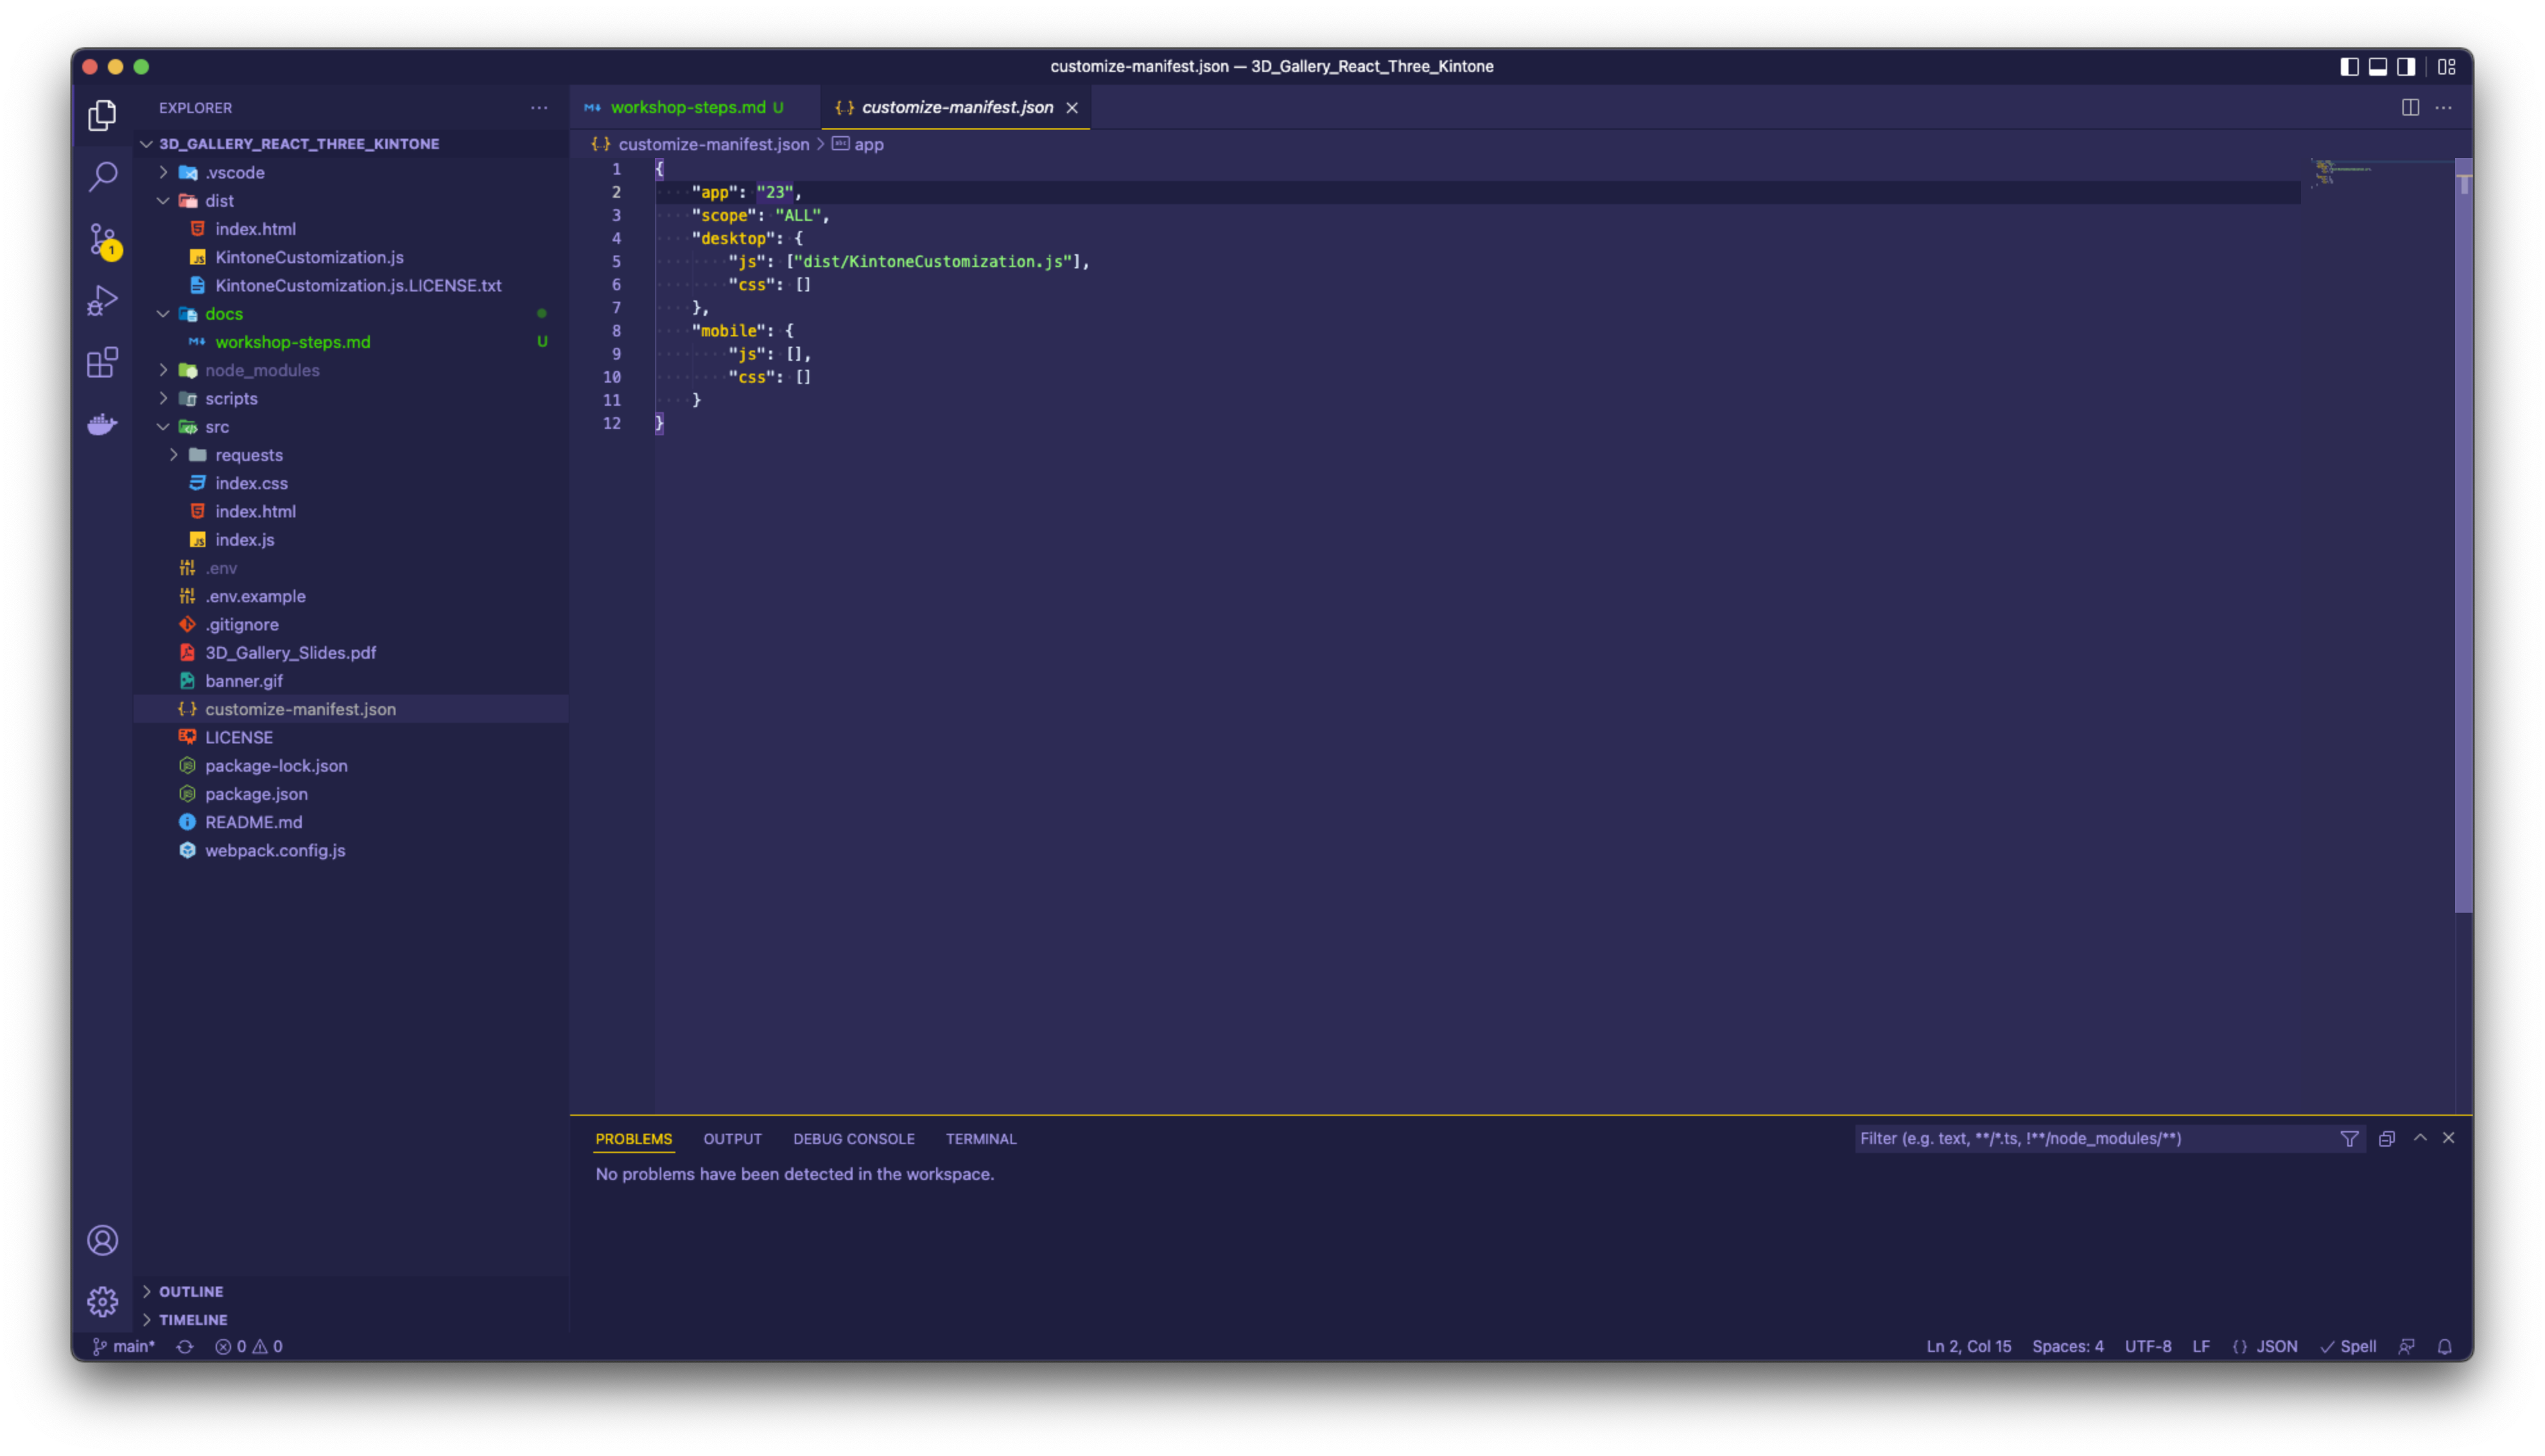 customize-manifest.json — 3D_Gallery_React_Three_Kintone
EXPLORER
3D_GALLERY_REACT_THREE_KINTONE
.vscode
dist
index.html
KintoneCustomization.js
KintoneCustomization.js.LICENSE.txt
docs
workshop-steps.md U
node_modules
scripts
src
requests
index.css
index.html
index.js
.env
.env.example
.gitignore
3D_Gallery_Slides.pdf
banner.gif
customize-manifest.json
LICENSE
package-lock.json
package.json
README.md
webpack.config.js
OUTLINE
TIMELINE
1
workshop-steps.md U
{..} customize-manifest.json
{..} customize-manifest.json > app
1 {
2 "app": "23",
3 "scope": "ALL",
4 "desktop": {
5 "js": ["dist/KintoneCustomization.js"],
6 "css": []
7 },
8 "mobile": {
9 "js": [],
10 "css": []
11 }
12 }
PROBLEMS OUTPUT DEBUG CONSOLE TERMINAL
Filter (e.g. text, **/*.ts, !**/node_modules/**)
No problems have been detected in the workspace.
main* 0 0
Ln 2, Col 15 Spaces: 4 UTF-8 LF {} JSON Spell